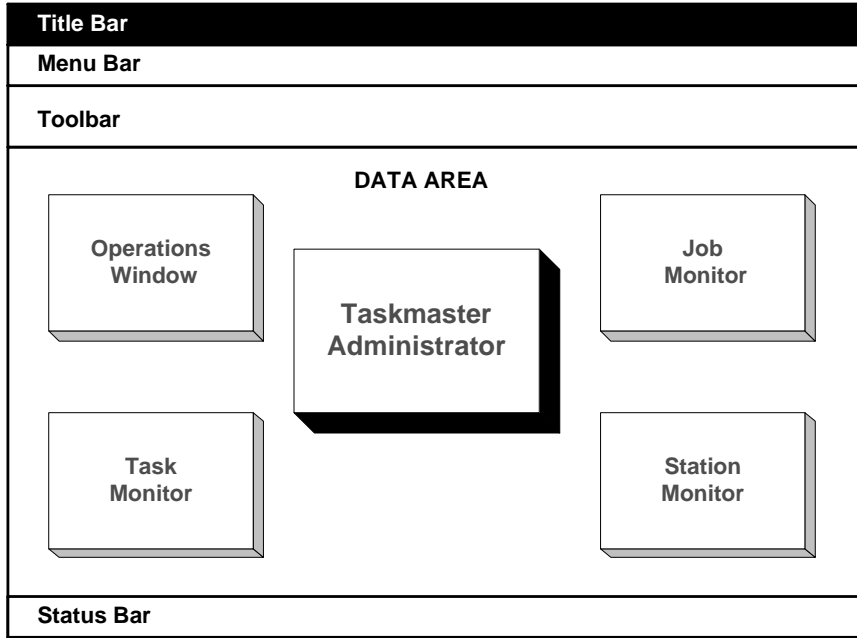 Title Bar
Menu Bar
Toolbar
DATA AREA
Operations
Window
Taskmaster
Administrator
Job
Monitor
Task
Monitor
Station
Monitor
Status Bar